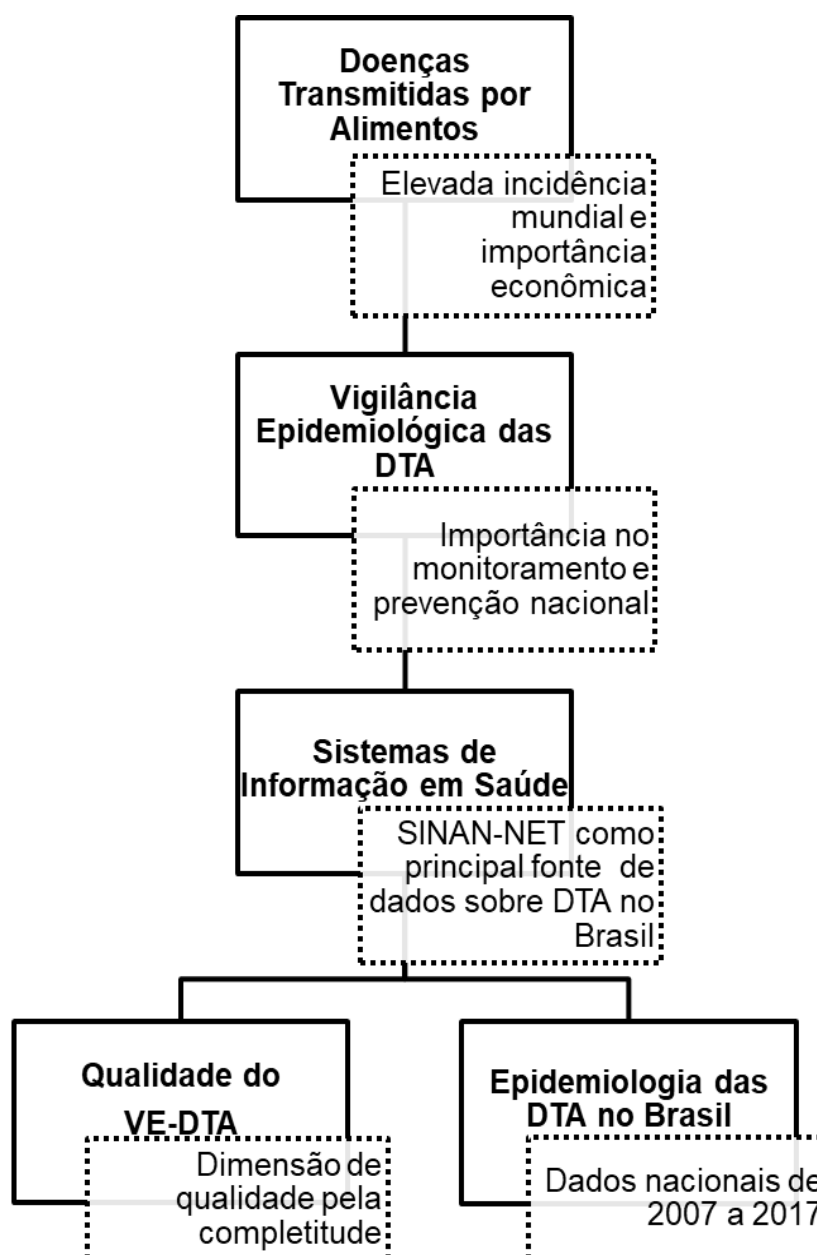 Doenças
Transmitidas por
Alimentos
Elevada incidência
mundial e
importância
econômica
Vigilância
Epidemiológica das
DTA
Importância no
monitoramento e
prevenção nacional
Sistemas de
Informação em Saúde
SINAN-NET como
principal fonte de
dados sobre DTA no
Brasil
Qualidade do
VE-DTA
Dimensão de
qualidade pela
completitude
Epidemiologia das
DTA no Brasil
Dados nacionais de
2007 a 2017